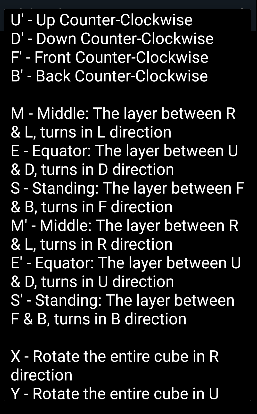 U' - Up Counter-Clockwise
D' - Down Counter-Clockwise
F' - Front Counter-Clockwise
B' - Back Counter-Clockwise
M - Middle: The layer between R
& L, turns in L direction
E - Equator: The layer between U
& D, turns in D direction
S - Standing: The layer between F
& B, turns in F direction
M' - Middle: The layer between R
& L, turns in R direction
E' - Equator: The layer between U
& D, turns in U direction
S' - Standing: The layer between
F & B, turns in B direction
X - Rotate the entire cube in R
direction
Y - Rotate the entire cube in U